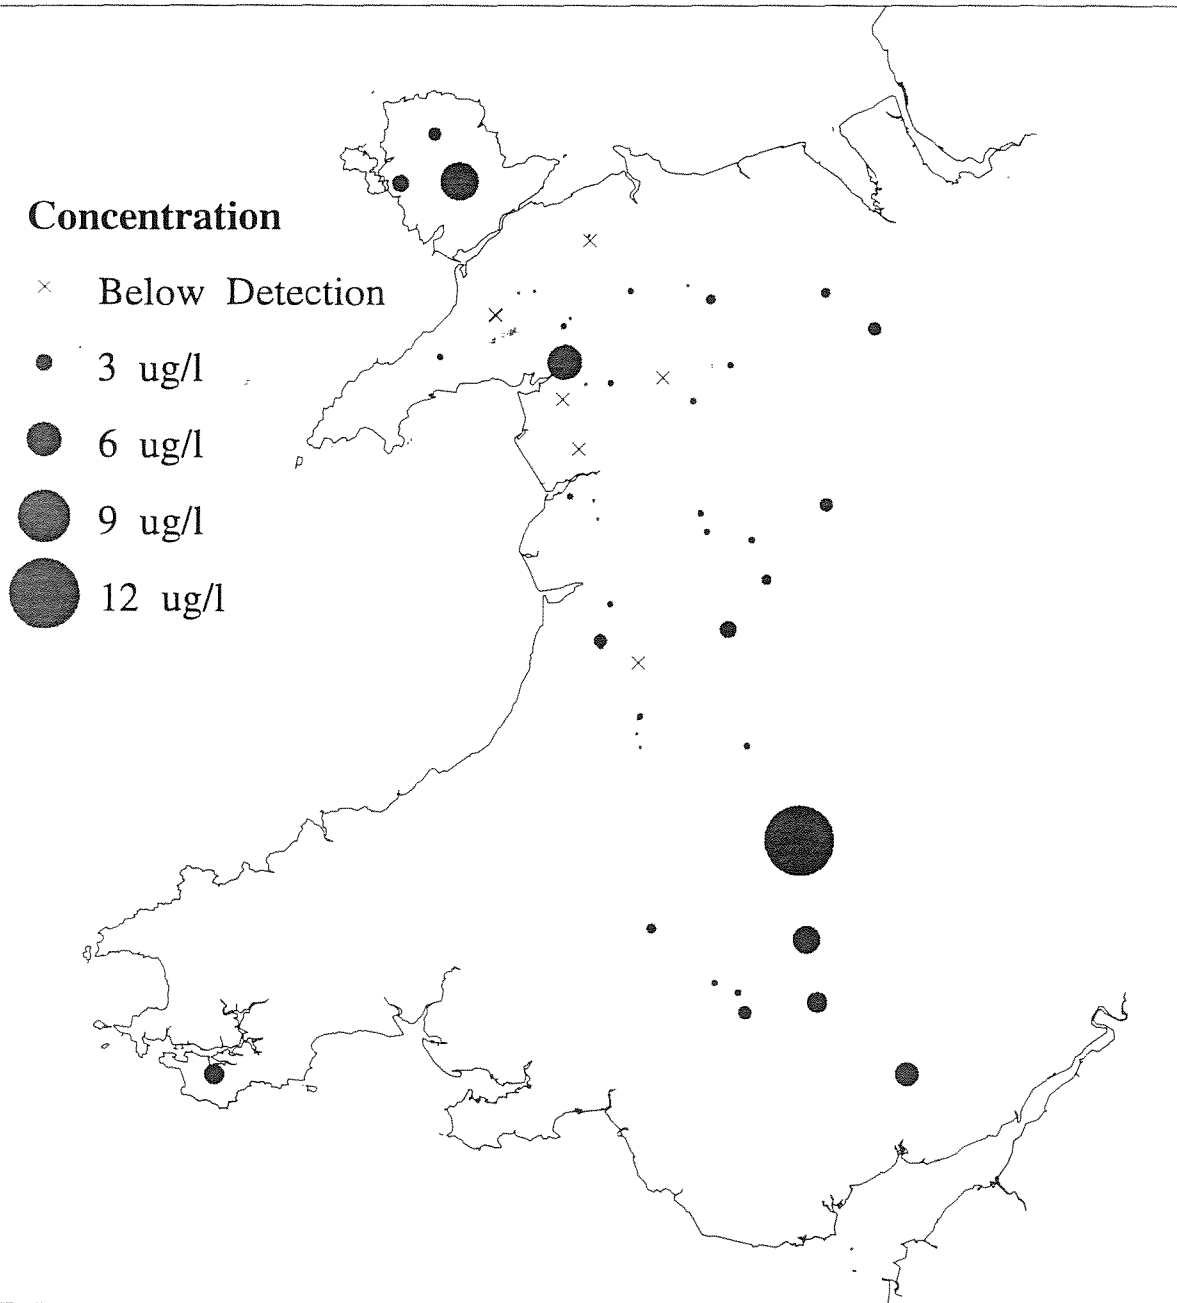 Concentration
× Below Detection
3 ug/l
6 ug/l
9 ug/l
12 ug/l